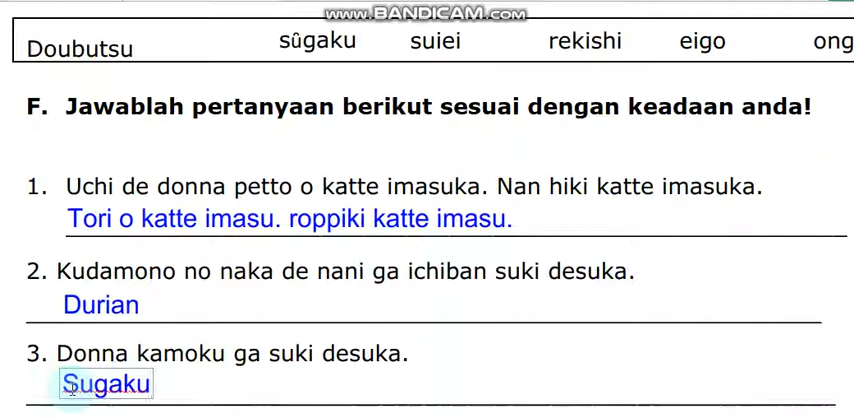 www.BANDICAM.com
Doubutsu sûgaku suiei rekishi eigo ong
F. Jawablah pertanyaan berikut sesuai dengan keadaan anda!
1. Uchi de donna petto o katte imasuka. Nan hiki katte imasuka.
Tori o katte imasu. roppiki katte imasu.
2. Kudamono no naka de nani ga ichiban suki desuka.
Durian
3. Donna kamoku ga suki desuka.
Sugaku